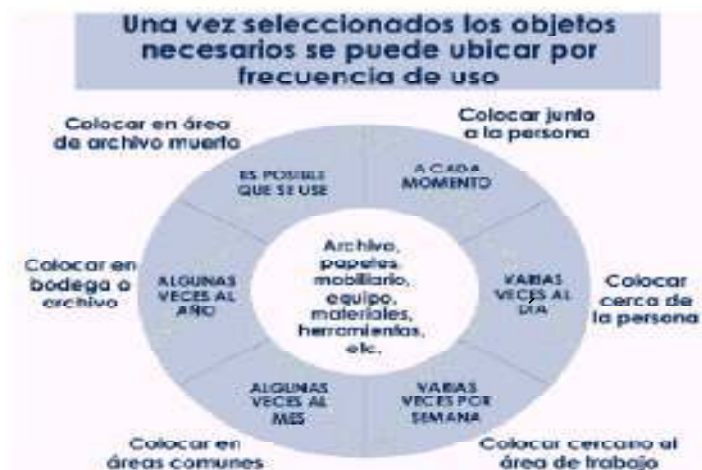 Una vez seleccionados los objetos
necesarios se puede ubicar por
frecuencia de uso
Colocar junto
a la persona
A CADA
MOMENTO
Colocar
cerca de
la persona
VARIAS
VECES AL
DÍA
Colocar cercano al
área de trabajo
VARIAS
VECES POR
SEMANA
Colocar en
áreas comunes
ALGUNAS
VECES AL
MES
Colocar en
bodega o
archivo
ALGUNAS
VECES AL
AÑO
Colocar en área
de archivo muerto
ES POSIBLE
QUE SE USE
Archivo,
papeles,
mobiliario,
equipo,
materiales,
herramientas,
etc.